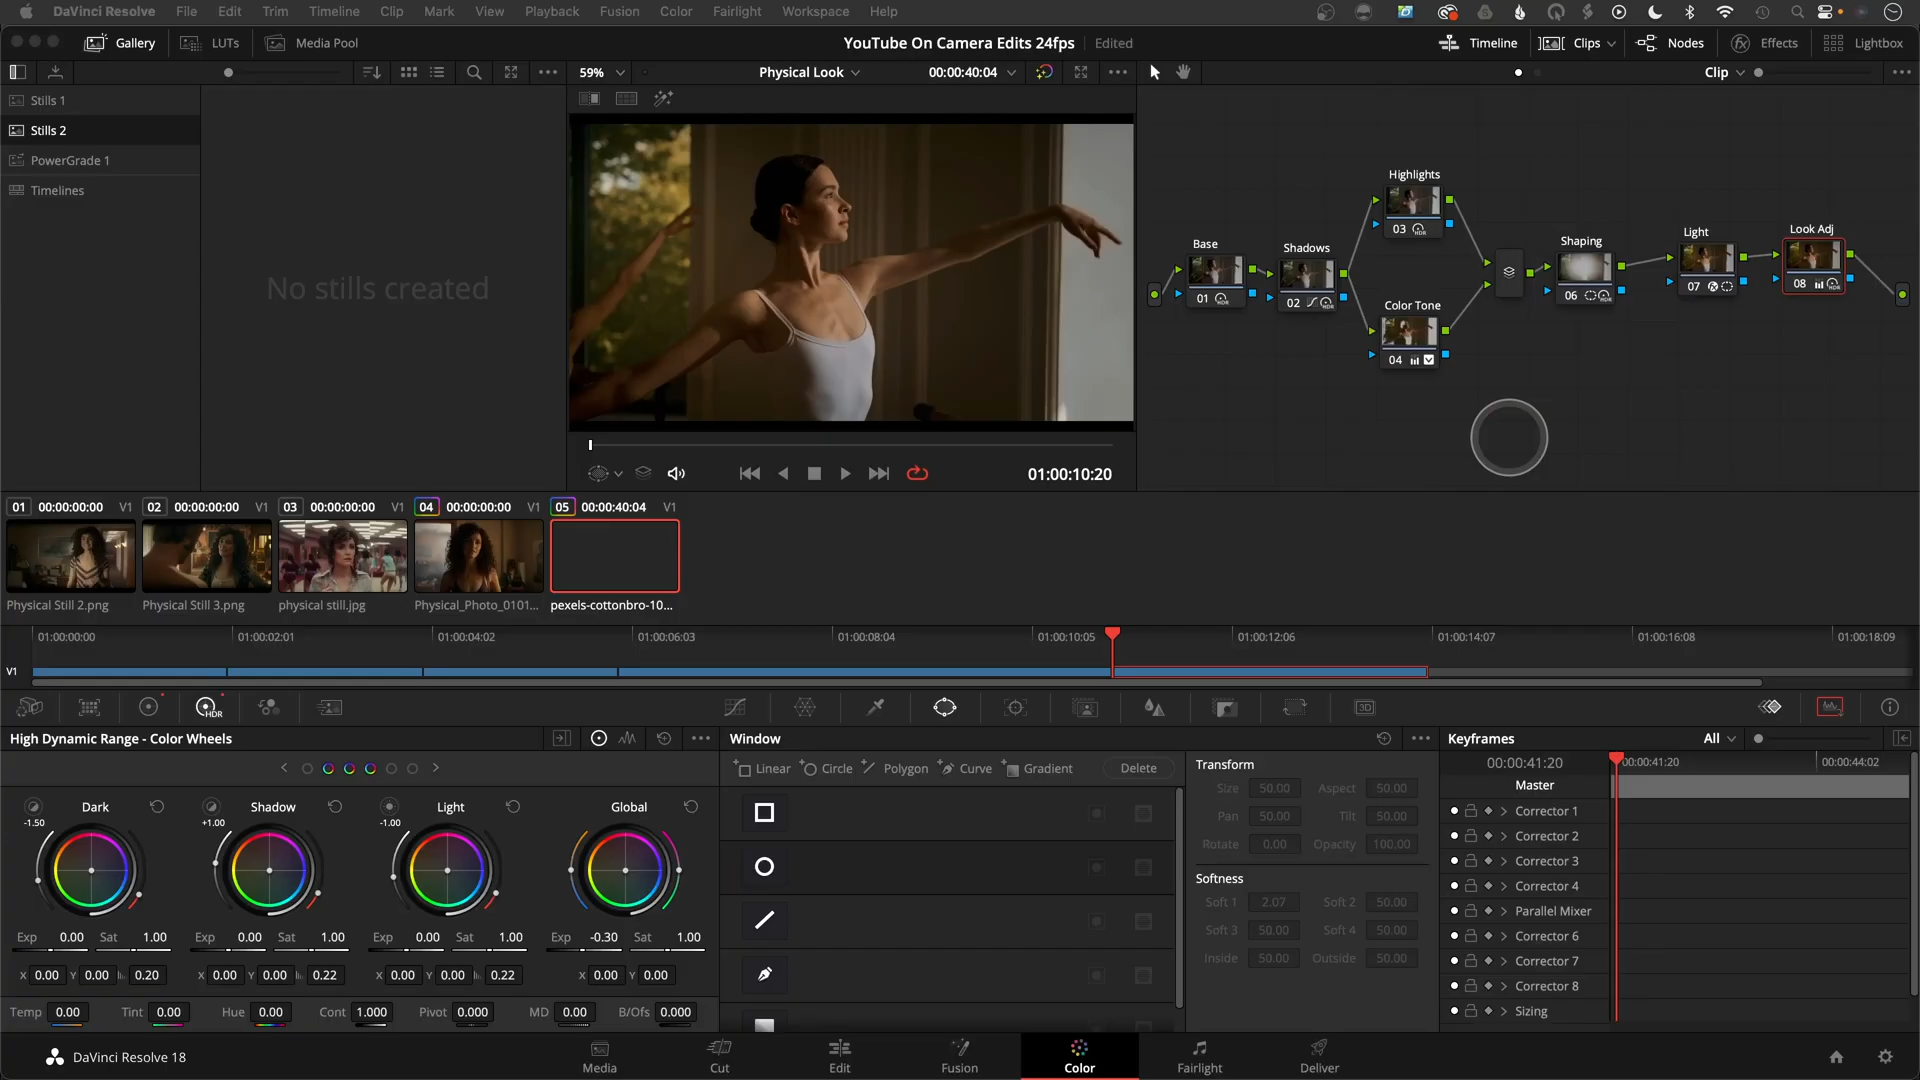 DaVinci Resolve File Edit Trim Timeline Clip Mark View Playback Fusion Color Fairlight Workspace Help
Gallery LUTs Media Pool YouTube On Camera Edits 24fps Edited Timeline Clips Nodes Effects Lightbox
59% Physical Look 00:00:40:04 Clip
Stills 1
Stills 2
PowerGrade 1
Timelines
No stills created
Highlights
03 HDR
Base
01 HDR
Shadows
02 HDR
Color Tone
04
Shaping
06 HDR
Light
07
Look Adj
08 HDR
01:00:10:20
01 00:00:00:00 V1 02 00:00:00:00 V1 03 00:00:00:00 V1 04 00:00:00:00 V1 05 00:00:40:04 V1
Physical Still 2.png Physical Still 3.png physical still.jpg Physical_Photo_0101... pexels-cottonbro-10...
01:00:00:00 01:00:02:01 01:00:04:02 01:00:06:03 01:00:08:04 01:00:10:05 01:00:12:06 01:00:14:07 01:00:16:08 01:00:18:09
V1
HDR 3D
High Dynamic Range - Color Wheels
Dark Shadow Light Global
-1.50 +1.00 -1.00
Exp 0.00 Sat 1.00 Exp 0.00 Sat 1.00 Exp 0.00 Sat 1.00 Exp -0.30 Sat 1.00
X 0.00 Y 0.00 0.20 X 0.00 Y 0.00 0.22 X 0.00 Y 0.00 0.22 X 0.00 Y 0.00
Temp 0.00 Tint 0.00 Hue 0.00 Cont 1.000 Pivot 0.000 MD 0.00 B/Ofs 0.000
Window
Linear Circle Polygon Curve Gradient Delete
Transform
Size 50.00 Aspect 50.00
Pan 50.00 Tilt 50.00
Rotate 0.00 Opacity 100.00
Softness
Soft 1 2.07 Soft 2 50.00
Soft 3 50.00 Soft 4 50.00
Inside 50.00 Outside 50.00
Keyframes All
00:00:41:20 00:00:41:20 00:00:44:02
Master
Corrector 1
Corrector 2
Corrector 3
Corrector 4
Parallel Mixer
Corrector 6
Corrector 7
Corrector 8
Sizing
DaVinci Resolve 18 Media Cut Edit Fusion Color Fairlight Deliver